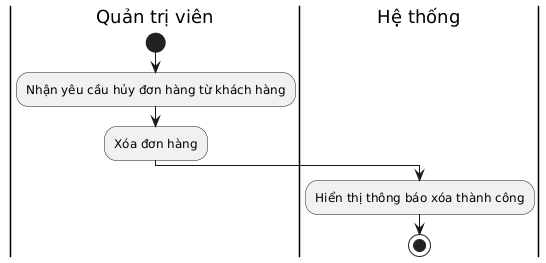 Quản trị viên
Hệ thống
Nhận yêu cầu hủy đơn hàng từ khách hàng
Xóa đơn hàng
Hiển thị thông báo xóa thành công